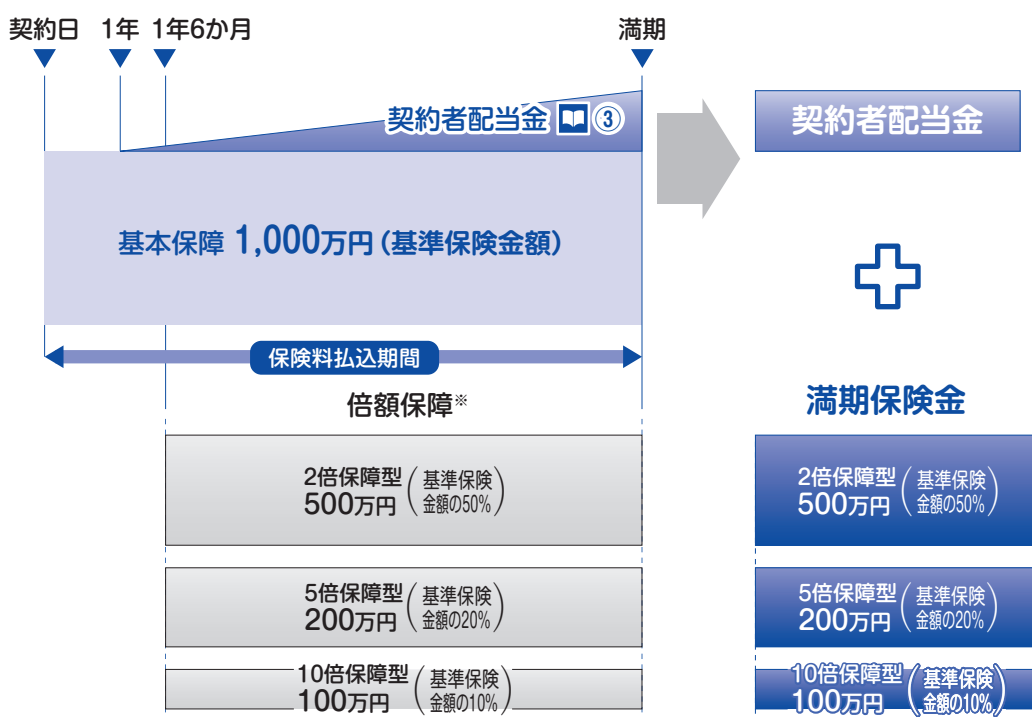 契約日 1年 1年6か月 満期
契約者配当金 ③
契約者配当金
基本保障 1,000万円(基準保険金額)
保険料払込期間
倍額保障※
満期保険金
2倍保障型
500万円
(基準保険
金額の50%)
2倍保障型
500万円
(基準保険
金額の50%)
5倍保障型
200万円
(基準保険
金額の20%)
5倍保障型
200万円
(基準保険
金額の20%)
10倍保障型
100万円
(基準保険
金額の10%)
10倍保障型
100万円
(基準保険
金額の10%)